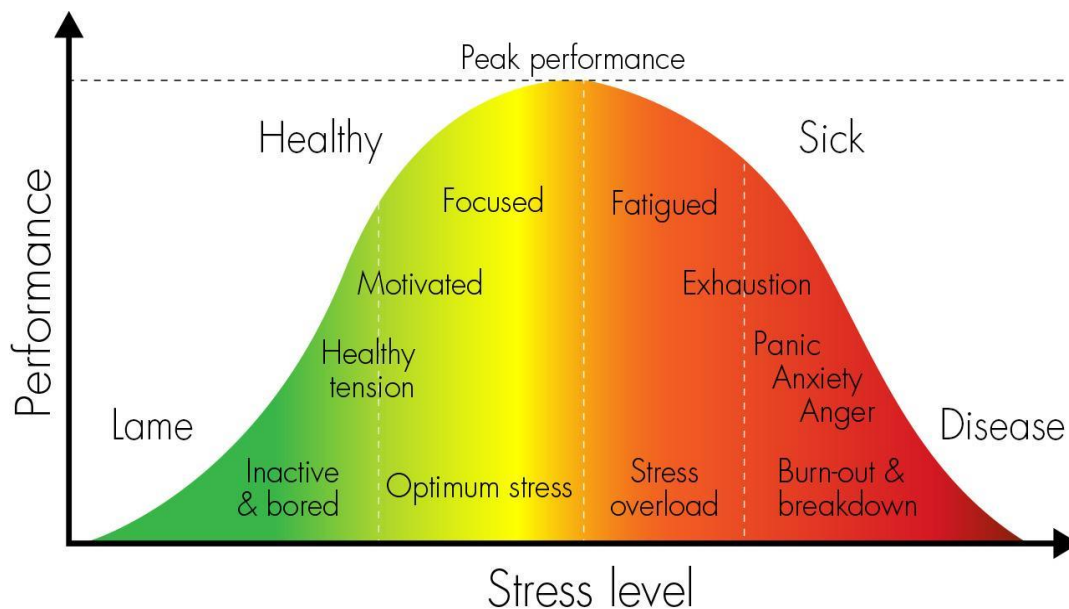 Peak performance
Healthy
Sick
Focused
Fatigued
Motivated
Exhaustion
Healthy
tension
Panic
Anxiety
Anger
Lame
Disease
Inactive
& bored
Optimum stress
Stress
overload
Burn-out &
breakdown
Performance
Stress level